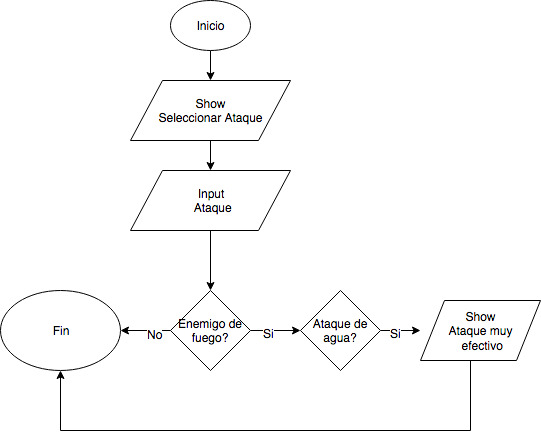 Inicio
Show
Seleccionar Ataque
Input
Ataque
Fin
No
Enemigo de
fuego?
Si
Ataque de
agua?
Si
Show
Ataque muy
efectivo